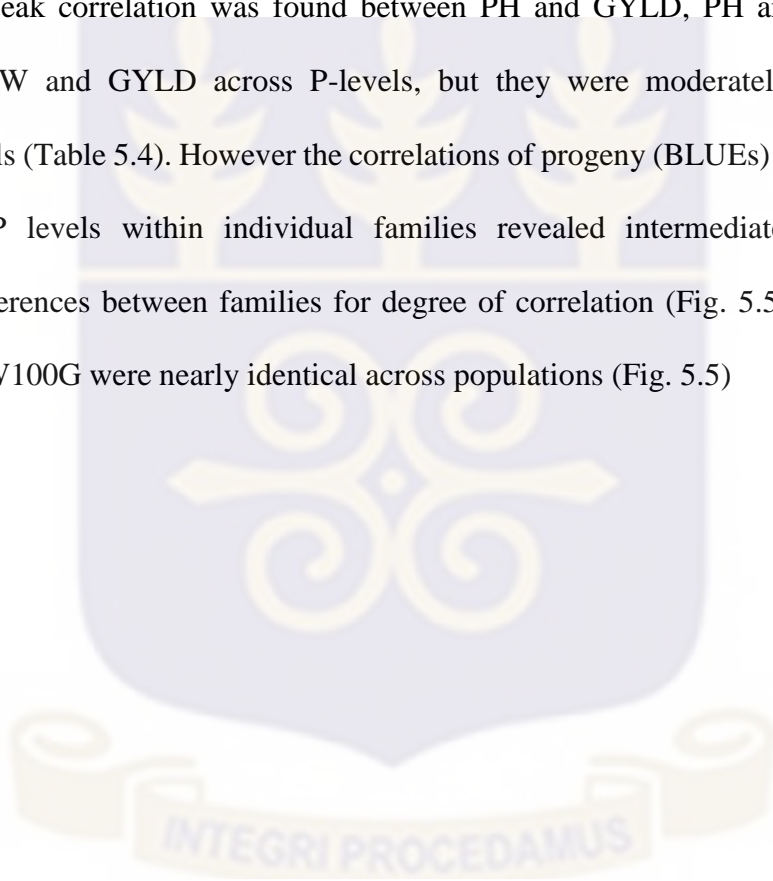 eak correlation was found between PH and GYLD, PH a
W and GYLD across P-levels, but they were moderatel
ls (Table 5.4). However the correlations of progeny (BLUEs)
P levels within individual families revealed intermediat
erences between families for degree of correlation (Fig. 5.5
W100G were nearly identical across populations (Fig. 5.5)
INTEGRI PROCEDAMUS